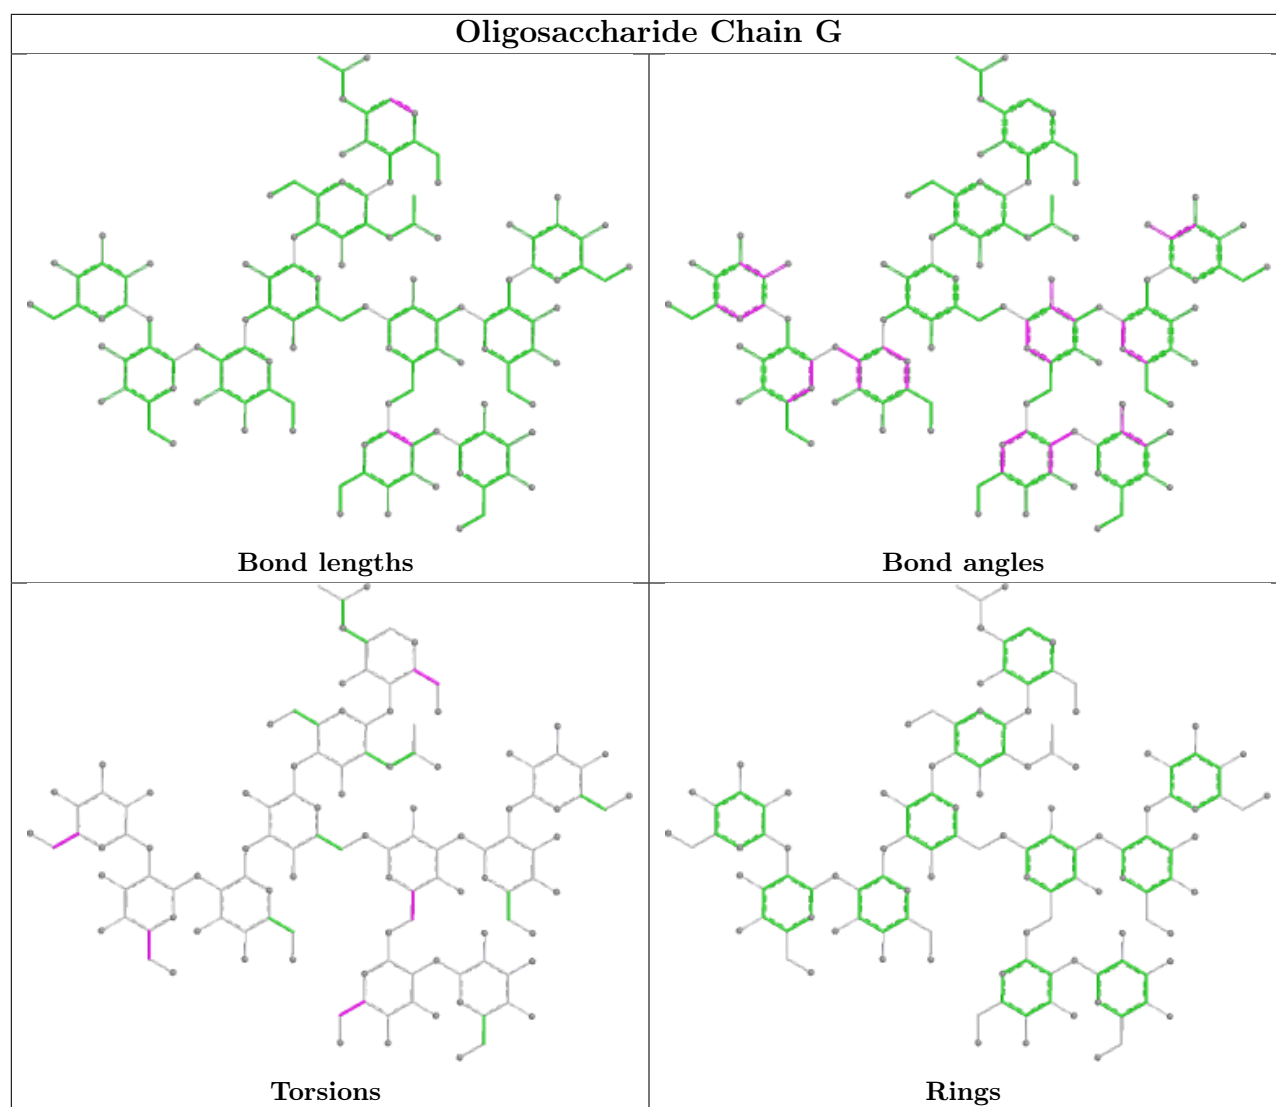 Oligosaccharide Chain G
Bond lengths
Bond angles
Torsions
Rings